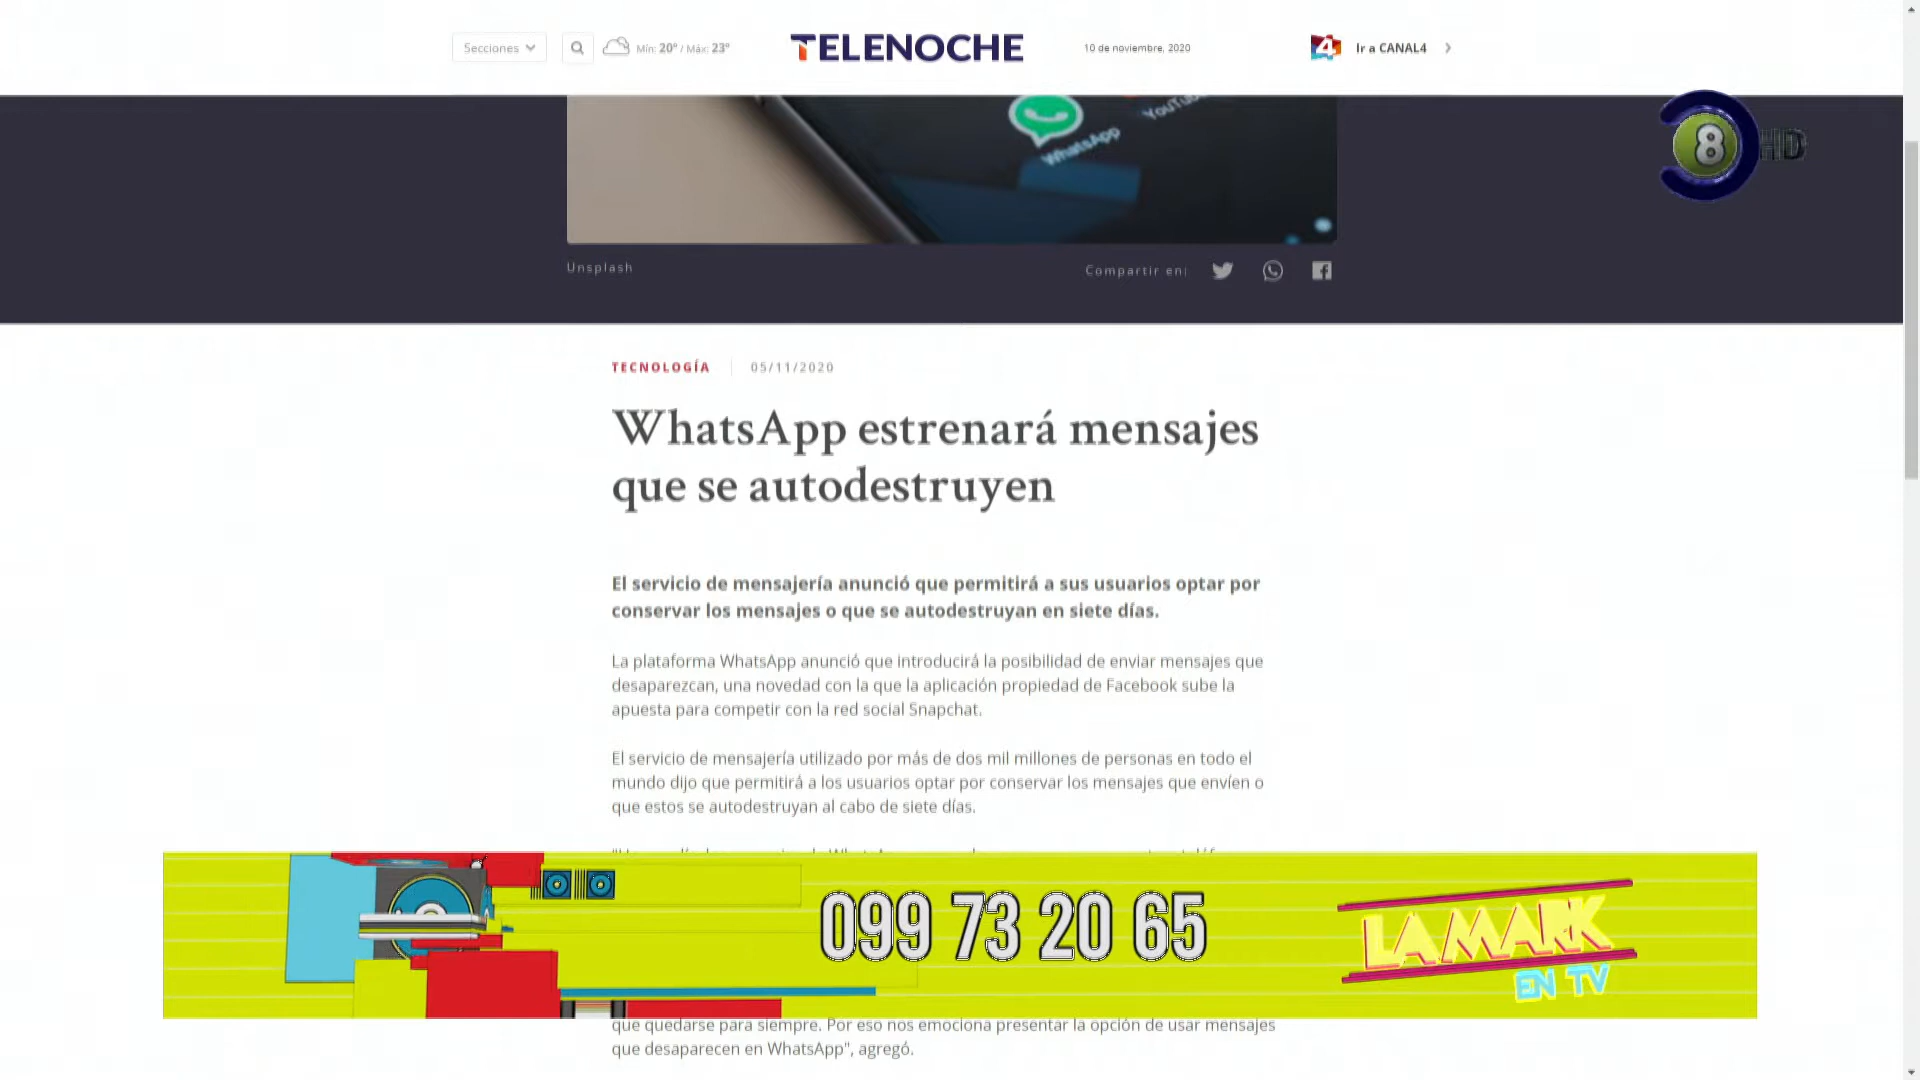 Secciones
Mín: 20º / Máx: 23º
TELENOCHE
10 de noviembre, 2020
4
Ir a CANAL4
8 HD
WhatsApp
YouTube
Unsplash
Compartir en:
TECNOLOGÍA
05/11/2020
WhatsApp estrenará mensajes
que se autodestruyen
El servicio de mensajería anunció que permitirá a sus usuarios optar por
conservar los mensajes o que se autodestruyan en siete días.
La plataforma WhatsApp anunció que introducirá la posibilidad de enviar mensajes que
desaparezcan, una novedad con la que la aplicación propiedad de Facebook sube la
apuesta para competir con la red social Snapchat.
El servicio de mensajería utilizado por más de dos mil millones de personas en todo el
mundo dijo que permitirá a los usuarios optar por conservar los mensajes que envíen o
que estos se autodestruyan al cabo de siete días.
099 73 20 65
LA MARK
EN TV
que quedarse para siempre. Por eso nos emociona presentar la opción de usar mensajes
que desaparecen en WhatsApp", agregó.